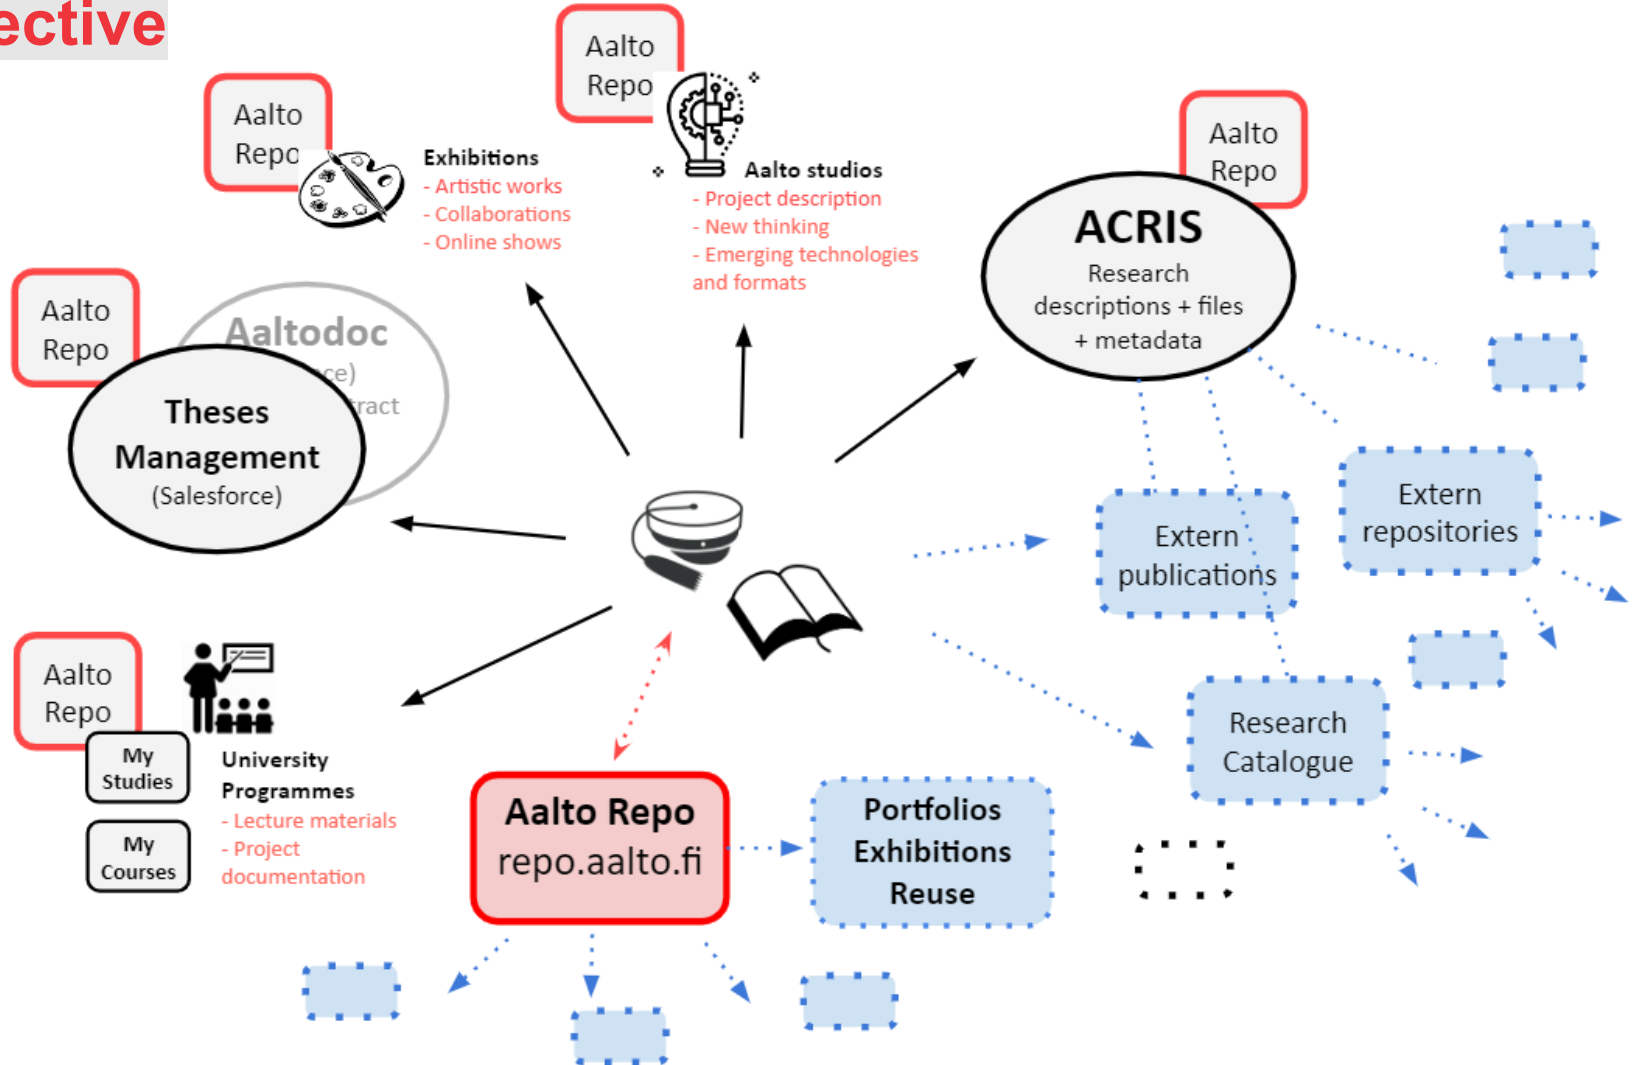 ective
Aalto
Repo
Aalto
Repo
Exhibitions
- Artistic works
- Collaborations
- Online shows
Aalto studios
- Project description
- New thinking
- Emerging technologies
and formats
Aalto
Repo
ACRIS
Research
descriptions + files
+ metadata
Aalto
Repo
Aaltodoc
ce)
tract
Theses
Management
(Salesforce)
Extern
publications
Extern
repositories
Research
Catalogue
Aalto
Repo
My
Studies
My
Courses
University
Programmes
- Lecture materials
- Project
documentation
Aalto Repo
repo.aalto.fi
Portfolios
Exhibitions
Reuse